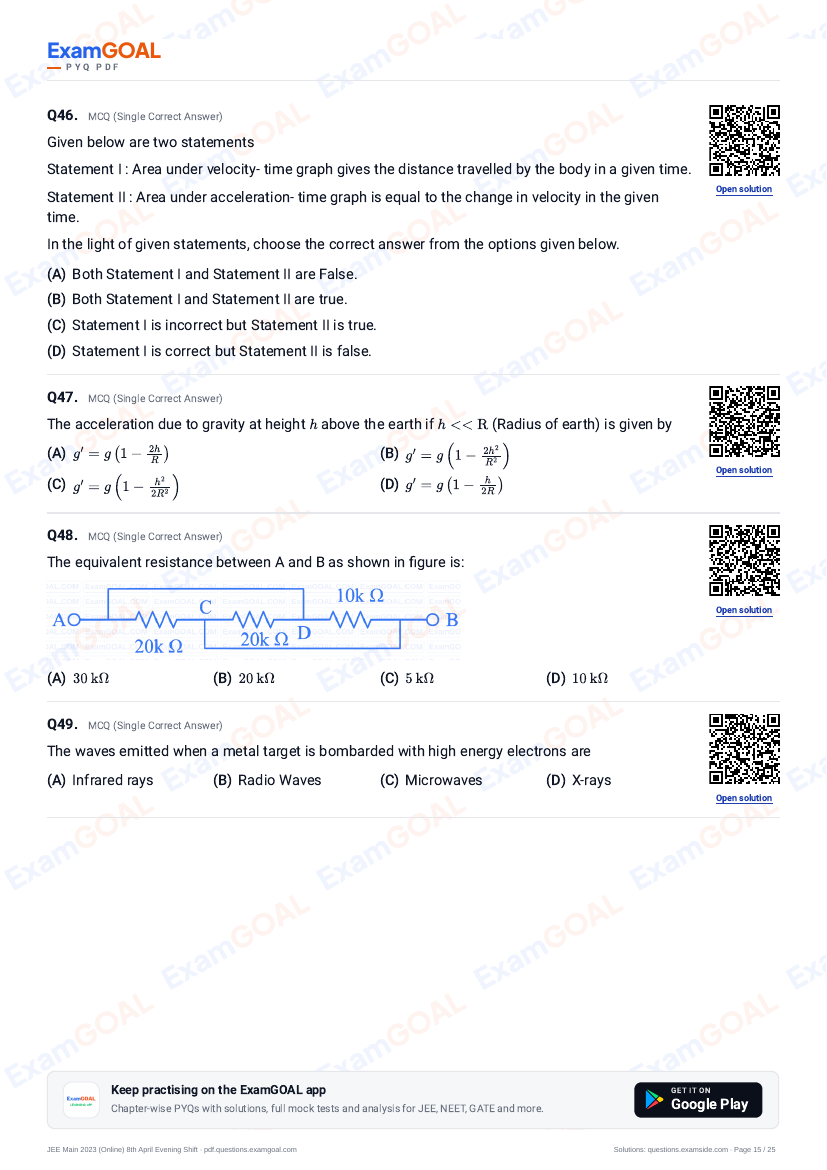 ExamGOAL
PYQ PDF
Q46. MCQ (Single Correct Answer)
Given below are two statements
Statement I : Area under velocity- time graph gives the distance travelled by the body in a given time.
Statement II : Area under acceleration- time graph is equal to the change in velocity in the given
time.
In the light of given statements, choose the correct answer from the options given below.
(A) Both Statement I and Statement II are False.
(B) Both Statement I and Statement II are true.
(C) Statement I is incorrect but Statement II is true.
(D) Statement I is correct but Statement II is false.
Open solution
Q47. MCQ (Single Correct Answer)
The acceleration due to gravity at height h above the earth if h << R (Radius of earth) is given by
(A) g′ = g(1 − 2h/R) (B) g′ = g(1 − 2h²/R²)
(C) g′ = g(1 − h²/2R²) (D) g′ = g(1 − h/2R)
Open solution
Q48. MCQ (Single Correct Answer)
The equivalent resistance between A and B as shown in figure is:
10k Ω
A C B
20k Ω 20k Ω D
(A) 30 kΩ (B) 20 kΩ (C) 5 kΩ (D) 10 kΩ
Open solution
Q49. MCQ (Single Correct Answer)
The waves emitted when a metal target is bombarded with high energy electrons are
(A) Infrared rays (B) Radio Waves (C) Microwaves (D) X-rays
Open solution
ExamGOAL
Keep practising on the ExamGOAL app
Chapter-wise PYQs with solutions, full mock tests and analysis for JEE, NEET, GATE and more.
GET IT ON
Google Play
JEE Main 2023 (Online) 8th April Evening Shift · pdf.questions.examgoal.com
Solutions: questions.examside.com · Page 15 / 25